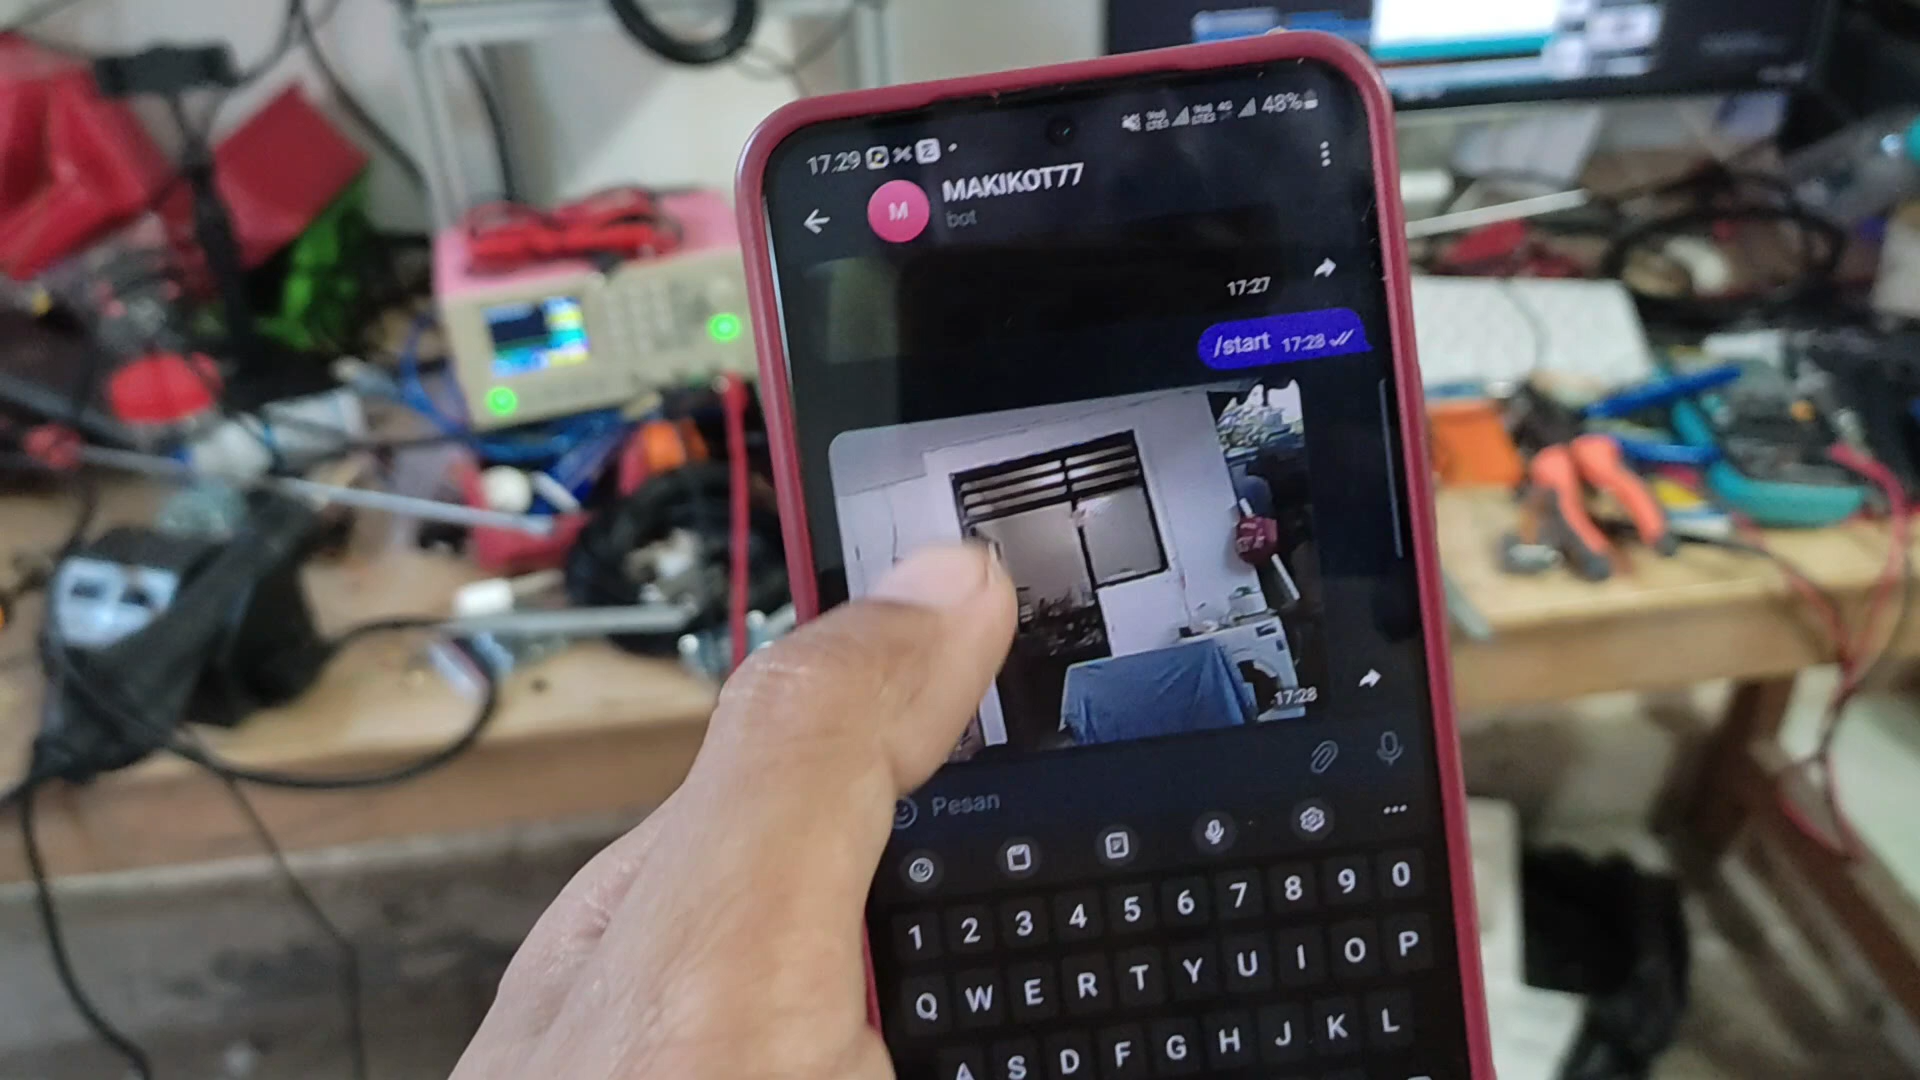 17.29
48%
M
MAKIKOT77
bot
17:27
/start 17:28
17:28
Pesan
1 2 3 4 5 6 7 8 9 0
Q W E R T Y U I O P
A S D F G H J K L